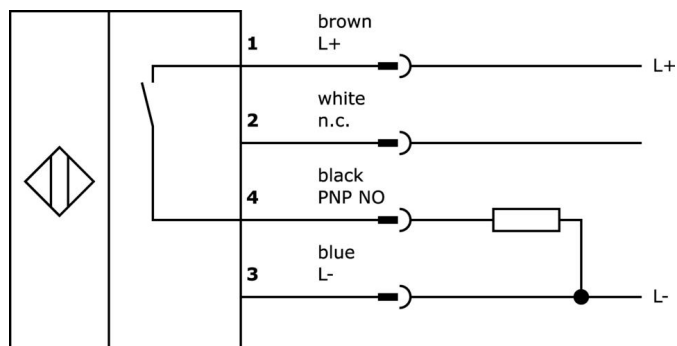 brown
1 L+
L+
white
2 n.c.
black
4 PNP NO
blue
3 L-
L-